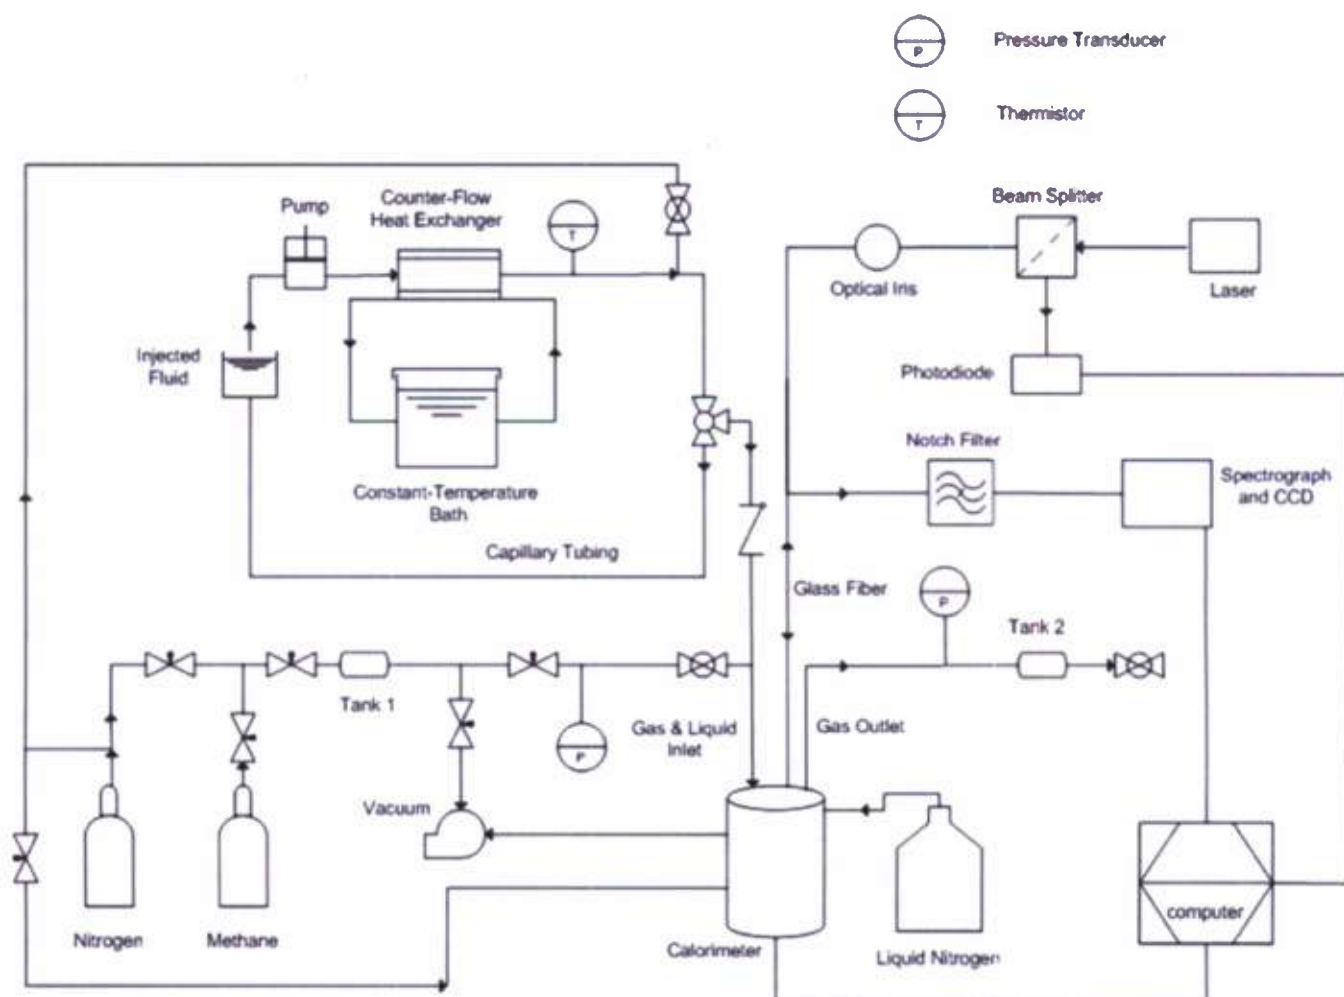 P
Pressure Transducer
T
Thermistor
Beam Splitter
Counter-Flow
Heat Exchanger
Pump
T
Optical Iris
Laser
Injected
Fluid
Photodiode
Notch Filter
Spectrograph
and CCD
Constant-Temperature
Bath
Capillary Tubing
Glass Fiber
P
Tank 2
Tank 1
Gas & Liquid
Inlet
Gas Outlet
P
Vacuum
computer
Nitrogen
Methane
Calorimeter
Liquid Nitrogen